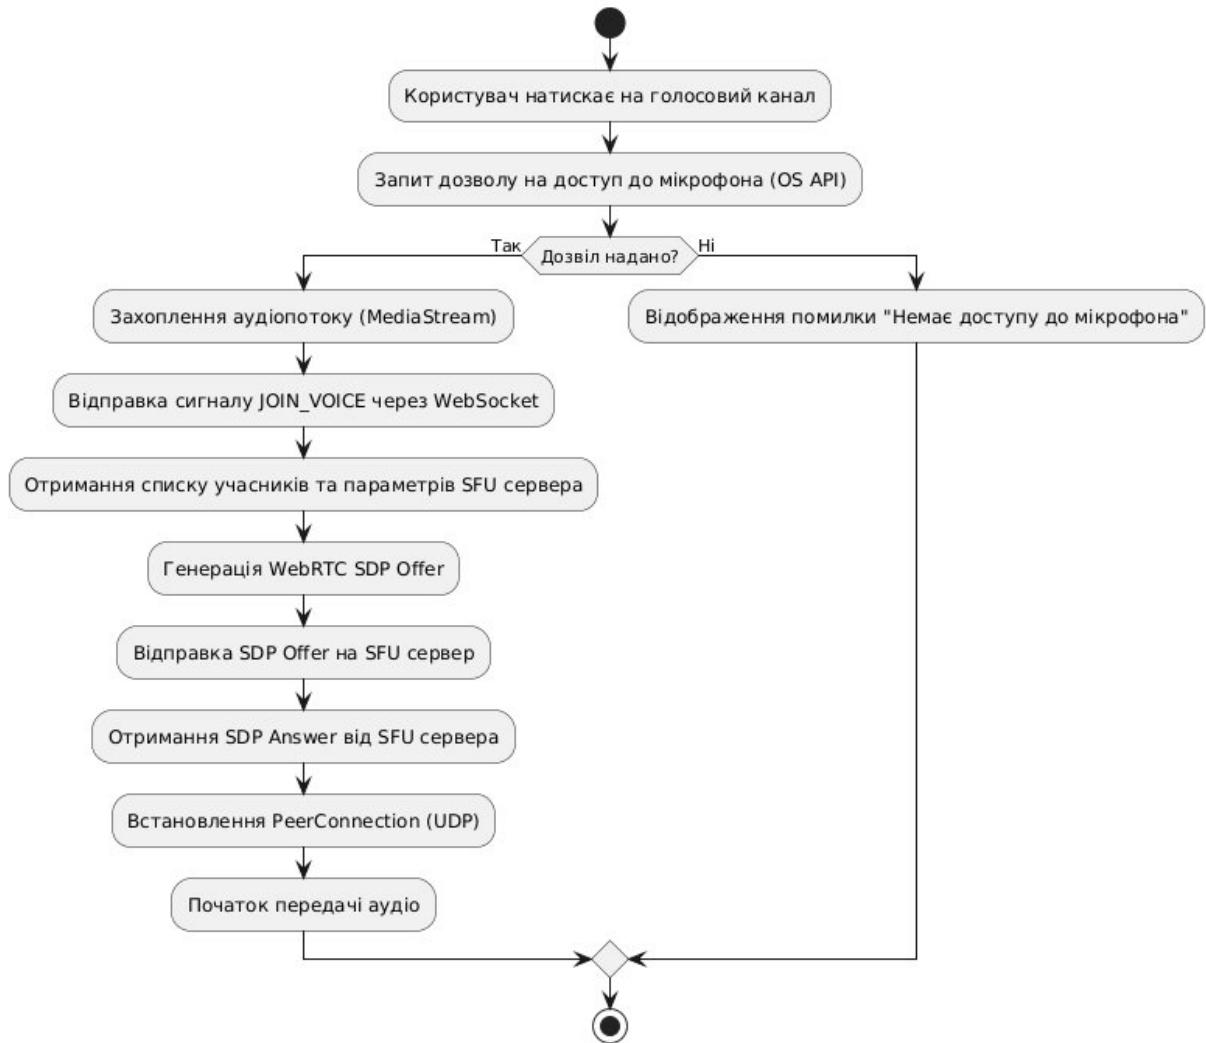 Користувач натискає на голосовий канал
Запит дозволу на доступ до мікрофона (OS API)
Так
Дозвіл надано?
Ні
Захоплення аудіопотоку (MediaStream)
Відображення помилки "Немає доступу до мікрофона"
Відправка сигналу JOIN_VOICE через WebSocket
Отримання списку учасників та параметрів SFU сервера
Генерація WebRTC SDP Offer
Відправка SDP Offer на SFU сервер
Отримання SDP Answer від SFU сервера
Встановлення PeerConnection (UDP)
Початок передачі аудіо